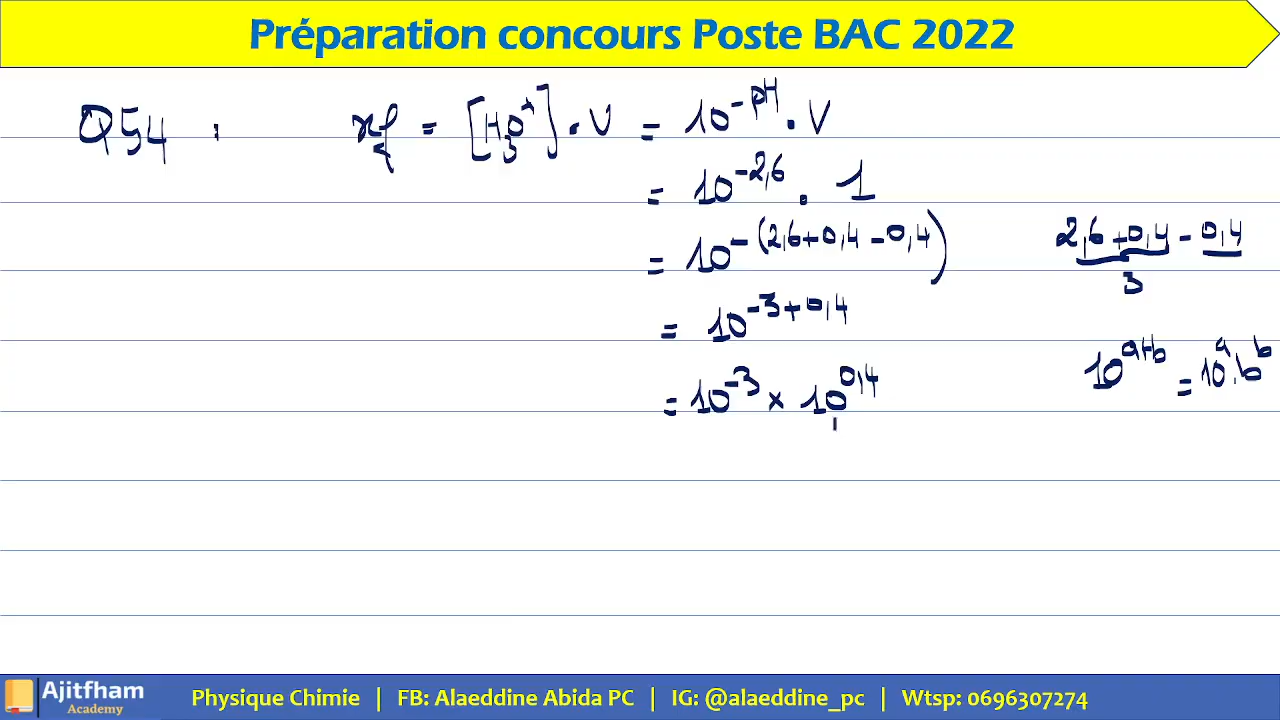 Préparation concours Poste BAC 2022
Q54 : xf = [H3O+] . V = 10^-pH . V
= 10^-2,6 . 1
= 10^-(2,6+0,4-0,4)
2,6+0,4 - 0,4
3
= 10^-3+0,4
10^a+b = 10^a . b^b
= 10^-3 × 10^0,4
Ajitfham
Academy
Physique Chimie | FB: Alaeddine Abida PC | IG: @alaeddine_pc | Wtsp: 0696307274